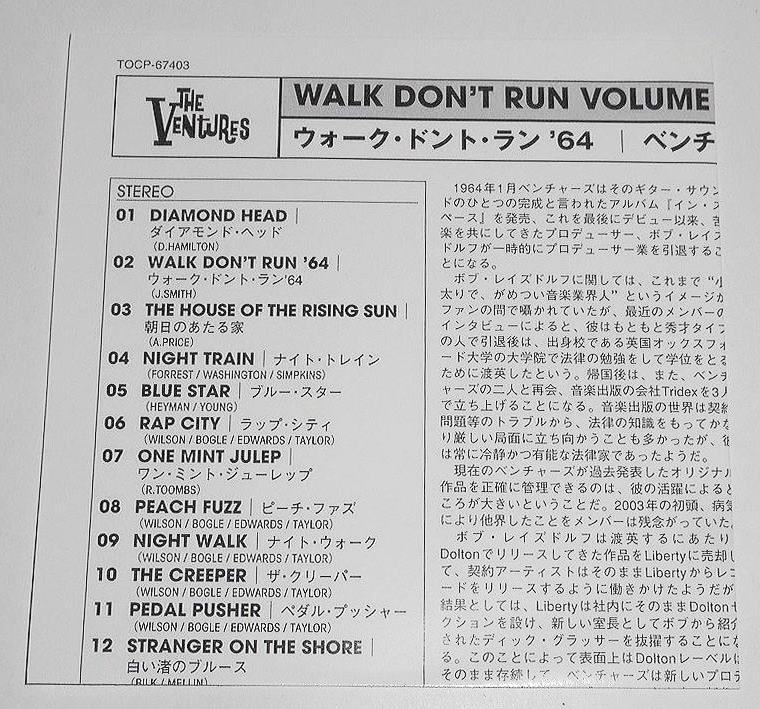 TOCP-67403
THE
VENTURES
WALK DON'T RUN VOLUME
ウォーク・ドント・ラン '64 | ベンチ
STEREO
01 DIAMOND HEAD |
ダイアモンド・ヘッド
(D.HAMILTON)
02 WALK DON'T RUN '64 |
ウォーク・ドント・ラン'64
(J.SMITH)
03 THE HOUSE OF THE RISING SUN |
朝日のあたる家
(A.PRICE)
04 NIGHT TRAIN | ナイト・トレイン
(FORREST / WASHINGTON / SIMPKINS)
05 BLUE STAR | ブルー・スター
(HEYMAN / YOUNG)
06 RAP CITY | ラップ・シティ
(WILSON / BOGLE / EDWARDS / TAYLOR)
07 ONE MINT JULEP |
ワン・ミント・ジューレップ
(R.TOOMBS)
08 PEACH FUZZ | ピーチ・ファズ
(WILSON / BOGLE / EDWARDS / TAYLOR)
09 NIGHT WALK | ナイト・ウォーク
(WILSON / BOGLE / EDWARDS / TAYLOR)
10 THE CREEPER | ザ・クリーパー
(WILSON / BOGLE / EDWARDS / TAYLOR)
11 PEDAL PUSHER | ペダル・プッシャー
(WILSON / BOGLE / EDWARDS / TAYLOR)
12 STRANGER ON THE SHORE |
白い渚のブルース
(BILK / MELLIN)
1964年1月ベンチャーズはそのギター・サウン
ドのひとつの完成と言われたアルバム『イン・ス
ペース』を発売、これを最後にデビュー以来、苦
楽を共にしてきたプロデューサー、ボブ・レイズ
ドルフが一時的にプロデューサー業を引退するこ
とになる。
ボブ・レイズドルフに関しては、これまで“小
太りで、がめつい音楽業界人”というイメージが
ファンの間で囁かれていたが、最近のメンバーの
インタビューによると、彼はもともと秀才タイプ
の人で引退後は、出身校である英国オックスフォ
ード大学の大学院で法律の勉強をして学位をとる
ために渡英したという。帰国後は、また、ベンチ
ャーズの二人と再会、音楽出版の会社Tridexを3人
で立ち上げることになる。音楽出版の世界は契約
問題等のトラブルから、法律の知識をもってかな
り厳しい局面に立ち向かうことも多かったが、彼
は常に冷静かつ有能な法律家であったようだ。
現在のベンチャーズが過去発表したオリジナル
作品を正確に管理できるのは、彼の活躍によると
ころが大きいということだ。2003年の初頭、病気
により他界したことをメンバーは残念がっていた。
ボブ・レイズドルフは渡英するにあたり
Doltonでリリースしてきた作品をLibertyに売却し
て、契約アーティストはそのままLibertyからレコ
ードをリリースするように働きかけたようだが
結果としては、Libertyは社内にそのままDoltonセ
クションを設け、新しい室長としてボブから紹介
されたディック・グラッサーを抜擢することにな
る。このことによって表面上はDoltonレーベルは
そのまま存続して、ベンチャーズは新しいプロデ